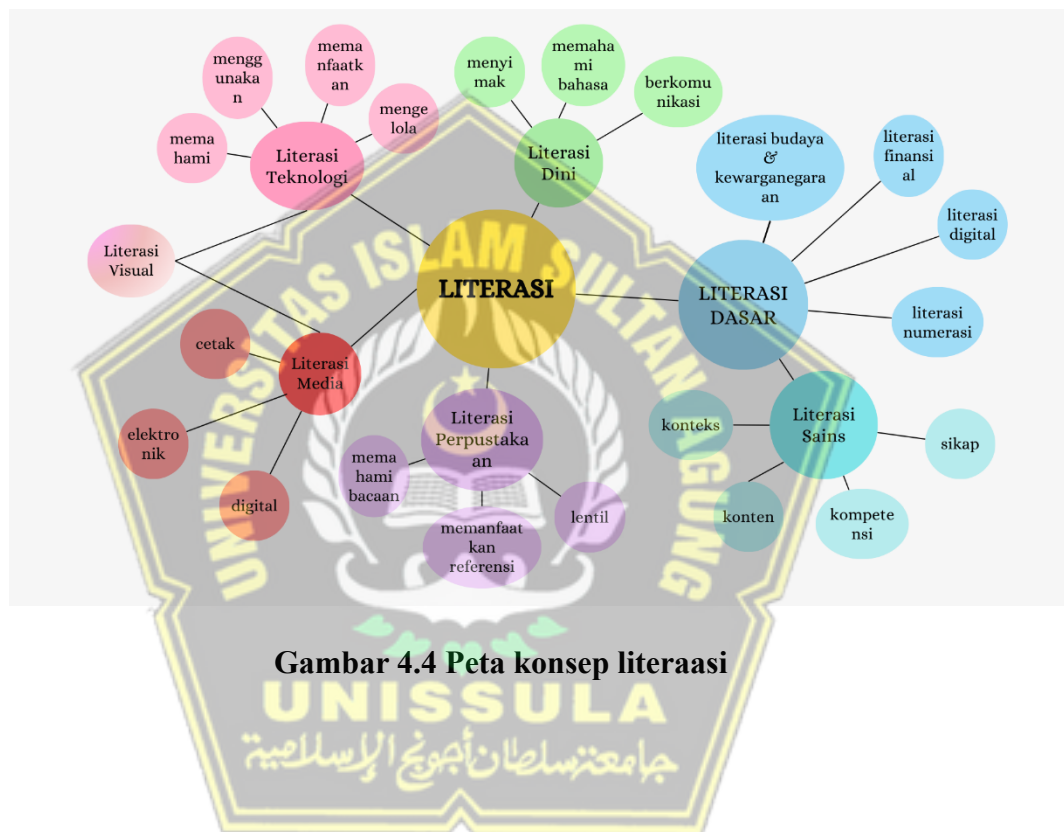 mengg
unakan
n
mema
nfaatk
an
mema
hami
menge
lola
Literasi
Teknologi
menyi
mak
memaha
mi
bahasa
berkomu
nikasi
Literasi
Dini
literasi budaya
&
kewarganegara
an
literasi
finansi
al
literasi
digital
literasi
numerasi
Literasi
Visual
LITERASI
LITERASI
DASAR
cetak
Literasi
Media
elektro
nik
digital
Literasi
Perpustaka
an
mema
hami
bacaan
memanfaat
kan
referensi
lentil
konteks
Literasi
Sains
sikap
konten
kompete
nsi
UNIVERSITAS ISLAM SULTAN AGUNG
Gambar 4.4 Peta konsep literaasi
UNISSULA
جامعة سلطان أجونج الإسلامية